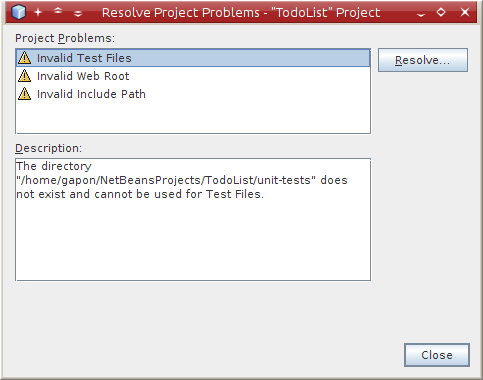 Resolve Project Problems - "TodoList" Project
Project Problems:
Invalid Test Files
Resolve...
Invalid Web Root
Invalid Include Path
Description:
The directory
"/home/gapon/NetBeansProjects/TodoList/unit-tests" does
not exist and cannot be used for Test Files.
Close